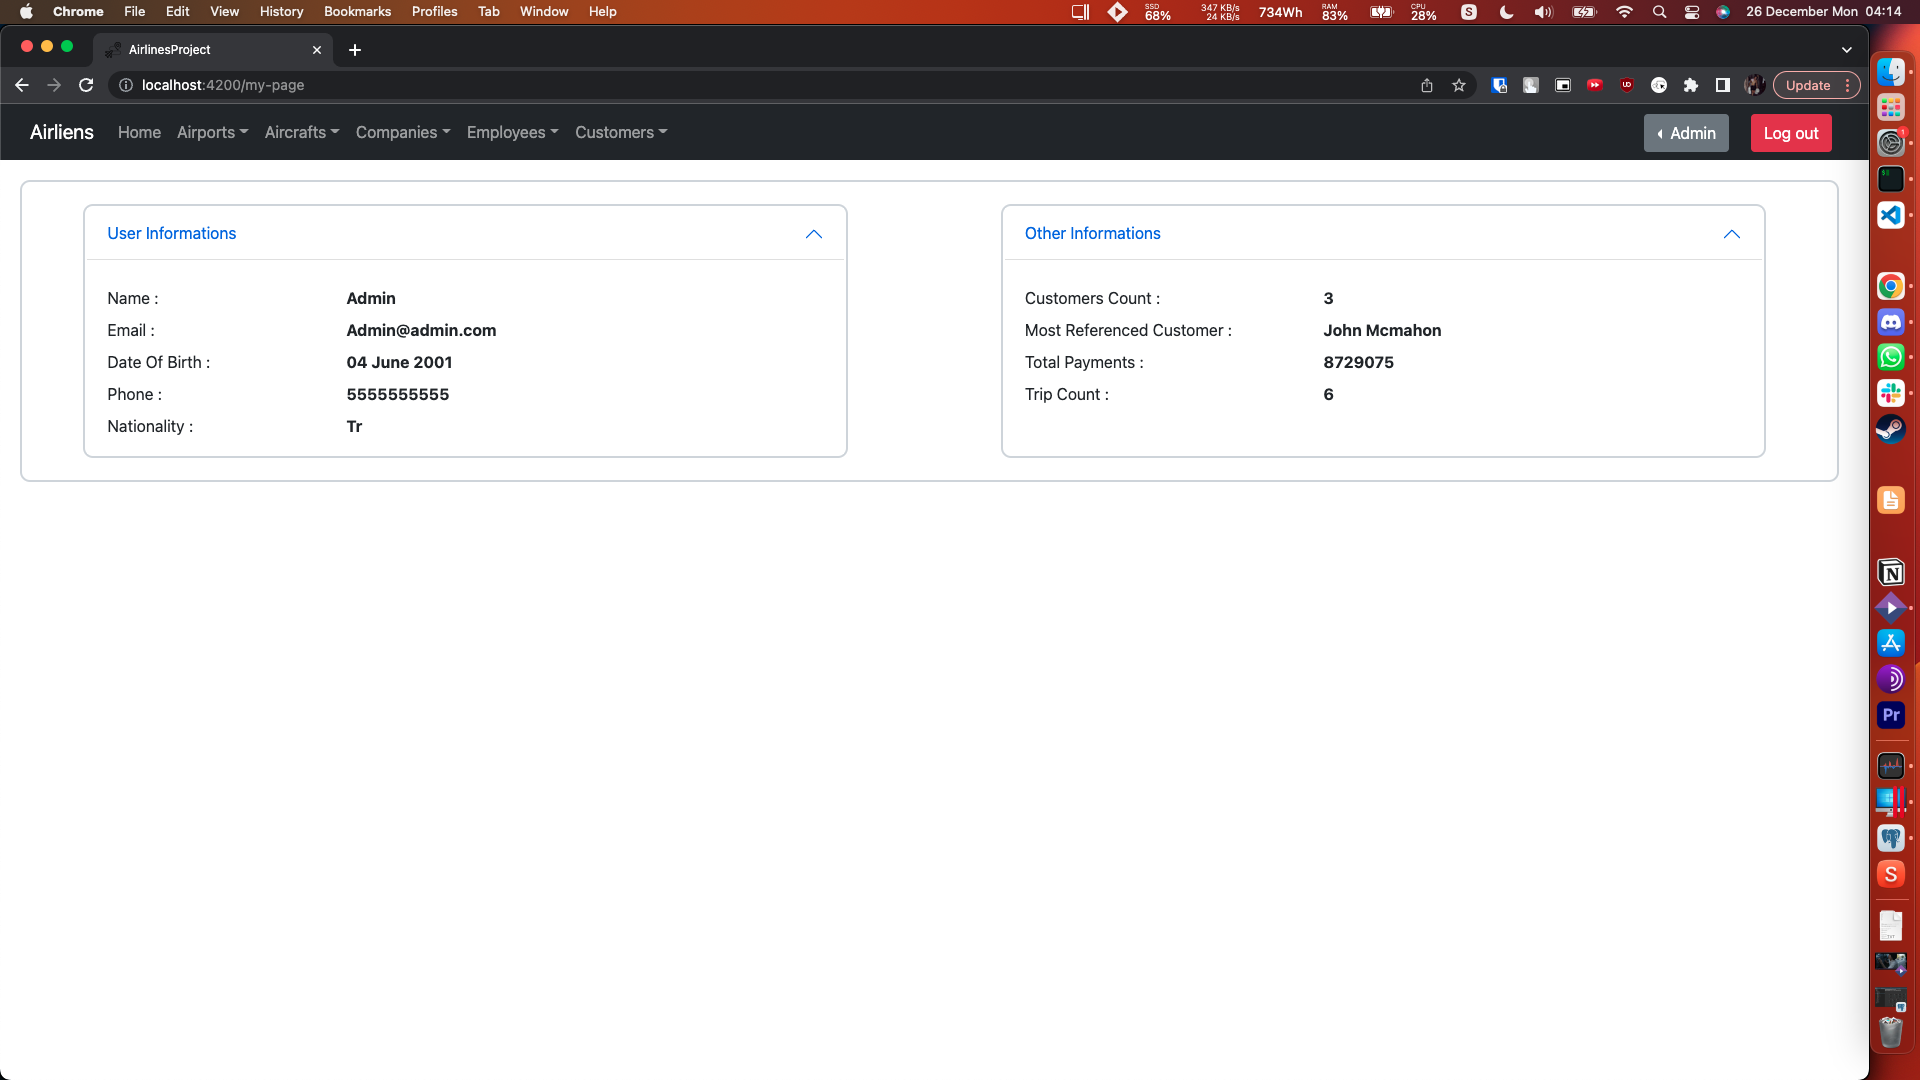 Chrome File Edit View History Bookmarks Profiles Tab Window Help
SSD 68% 347 KB/s 24 KB/s 734Wh RAM 83% CPU 28% S 26 December Mon 04:14
AirlinesProject
localhost:4200/my-page
Update
Airliens Home Airports Aircrafts Companies Employees Customers Admin Log out
User Informations
Name : Admin
Email : Admin@admin.com
Date Of Birth : 04 June 2001
Phone : 5555555555
Nationality : Tr
Other Informations
Customers Count : 3
Most Referenced Customer : John Mcmahon
Total Payments : 8729075
Trip Count : 6
1
N
Pr
S